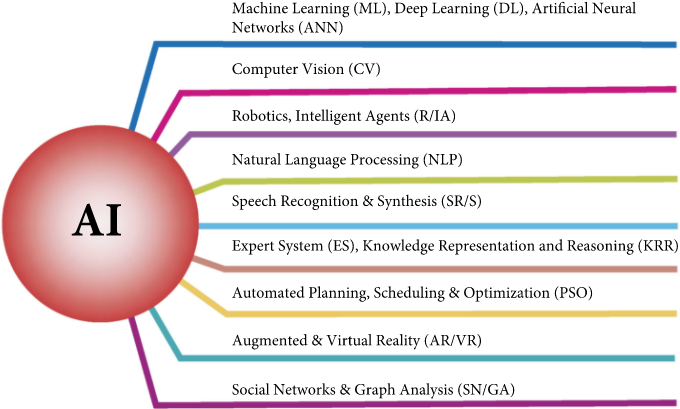 Machine Learning (ML), Deep Learning (DL), Artificial Neural
Networks (ANN)
Computer Vision (CV)
Robotics, Intelligent Agents (R/IA)
Natural Language Processing (NLP)
AI
Speech Recognition & Synthesis (SR/S)
Expert System (ES), Knowledge Representation and Reasoning (KRR)
Automated Planning, Scheduling & Optimization (PSO)
Augmented & Virtual Reality (AR/VR)
Social Networks & Graph Analysis (SN/GA)